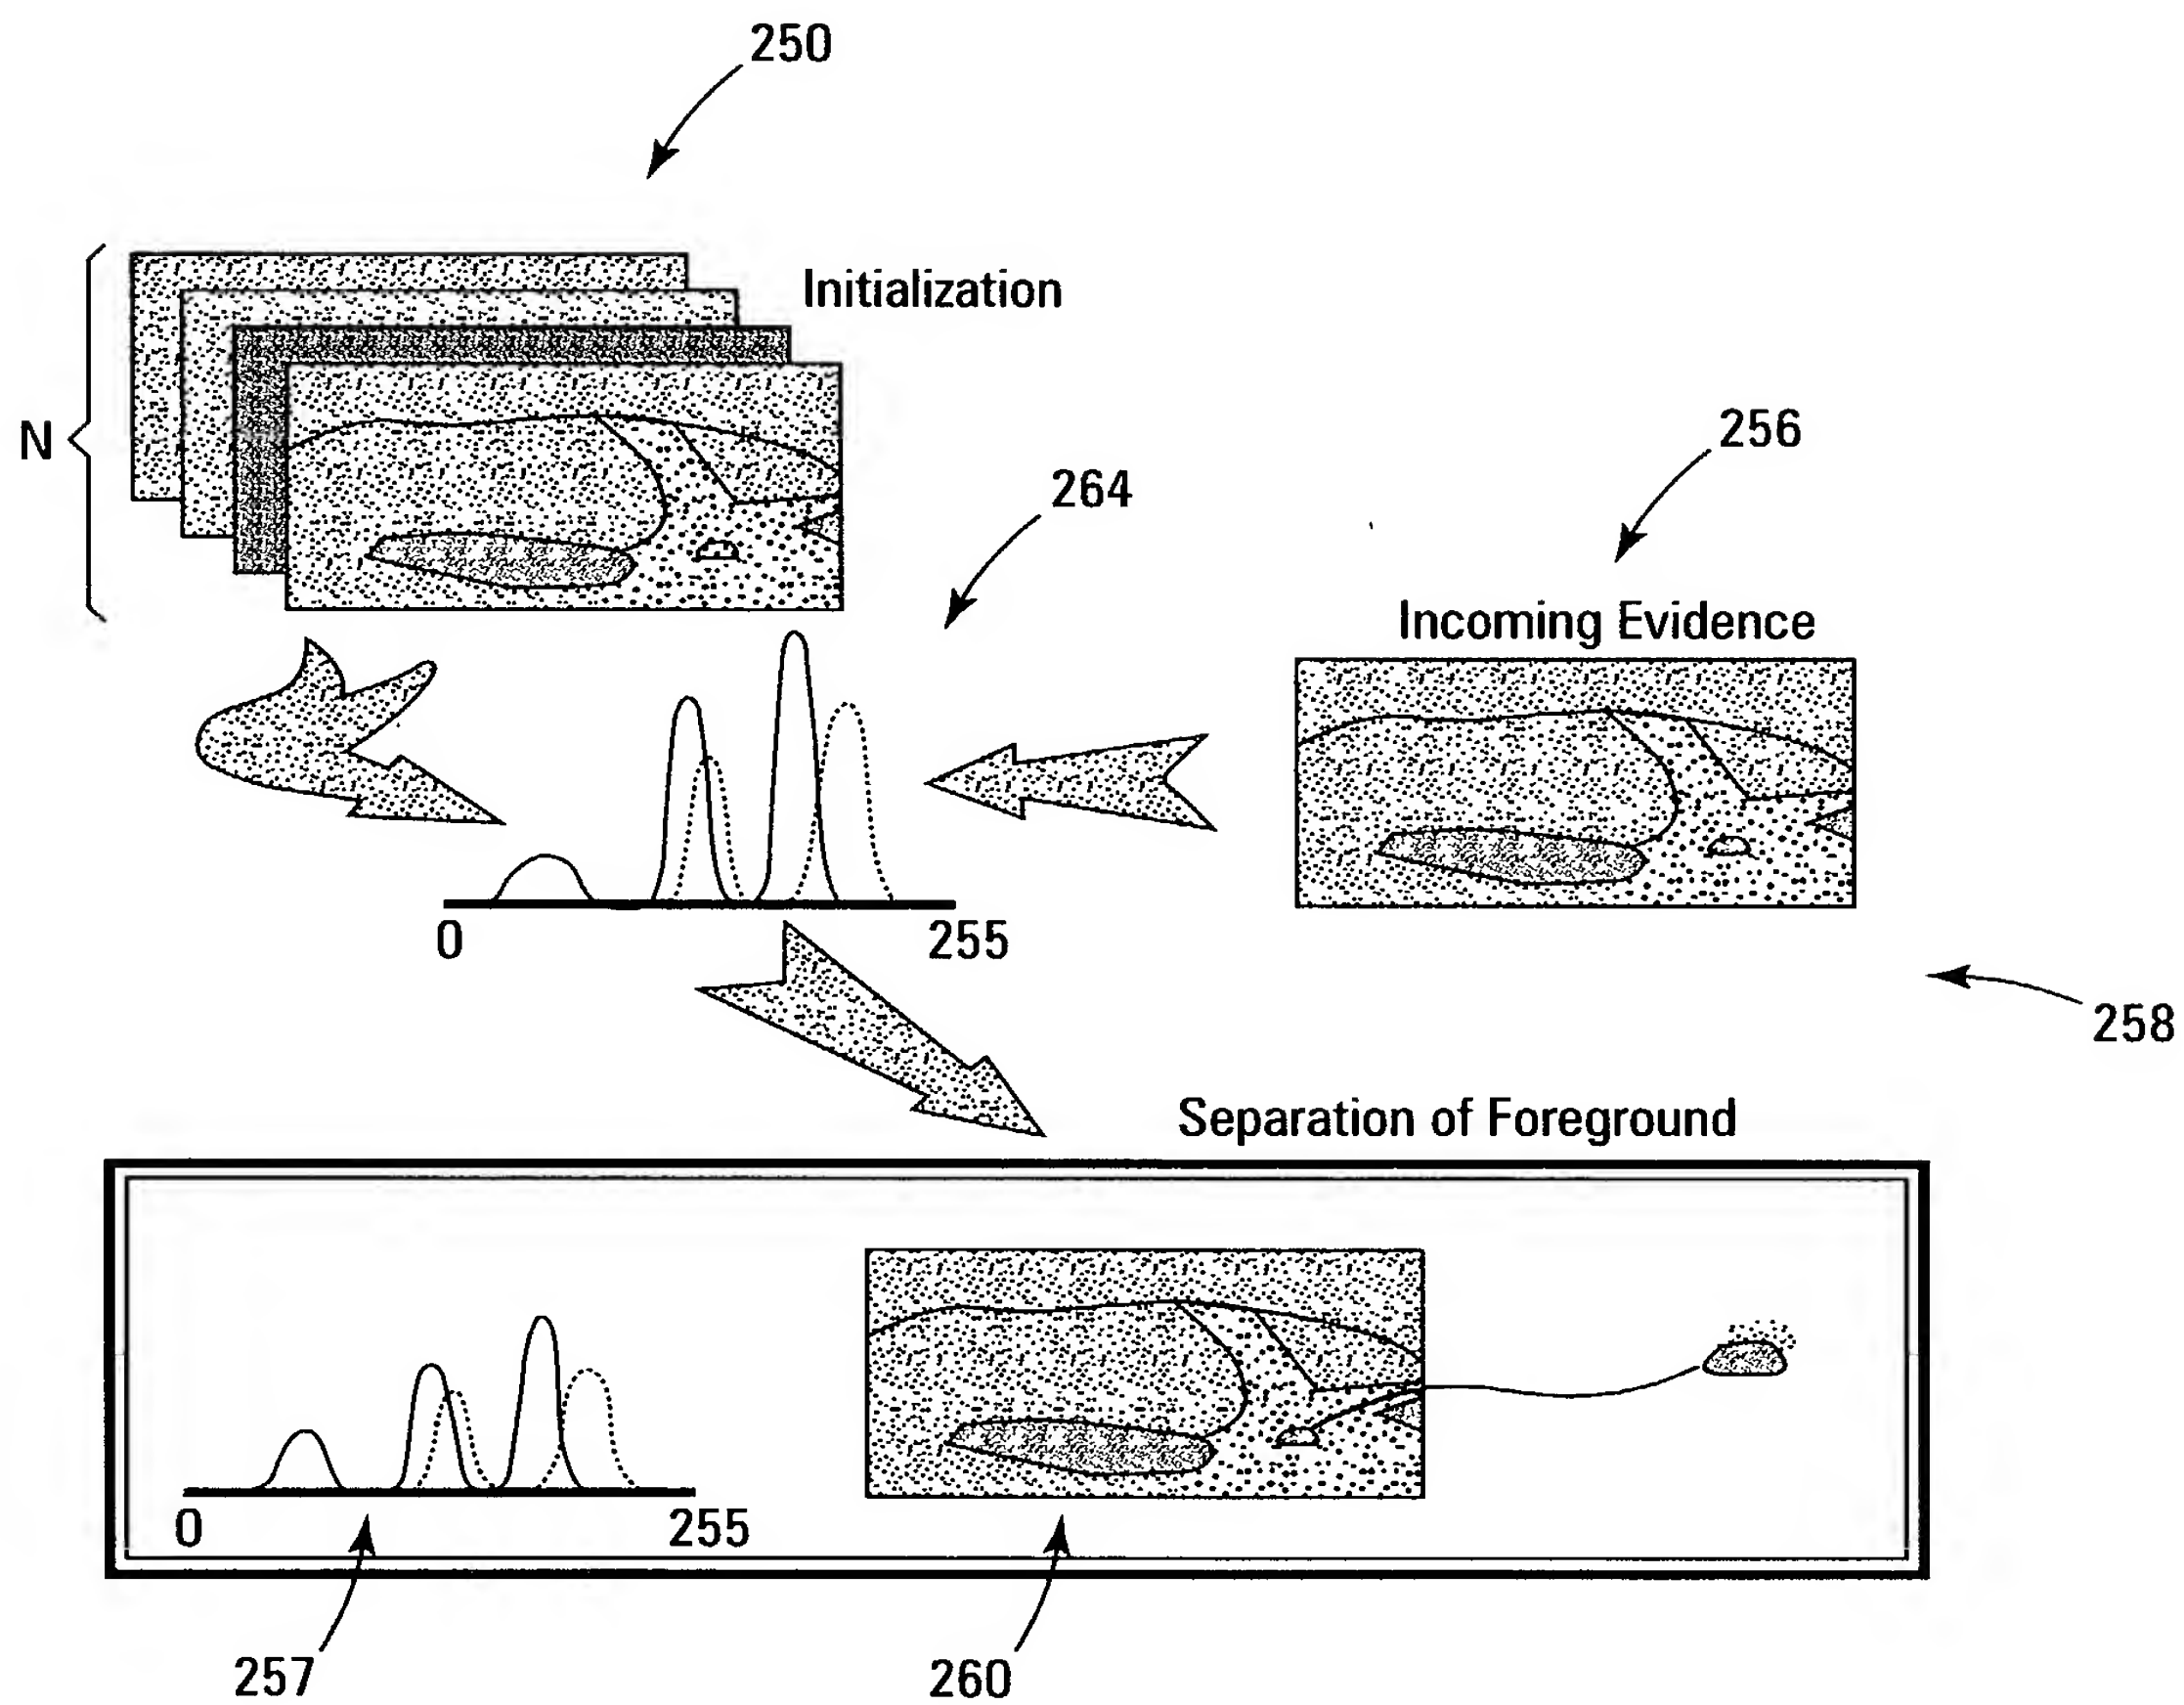 250
Initialization
N
264
256
Incoming Evidence
0
255
258
Separation of Foreground
0
255
257
260